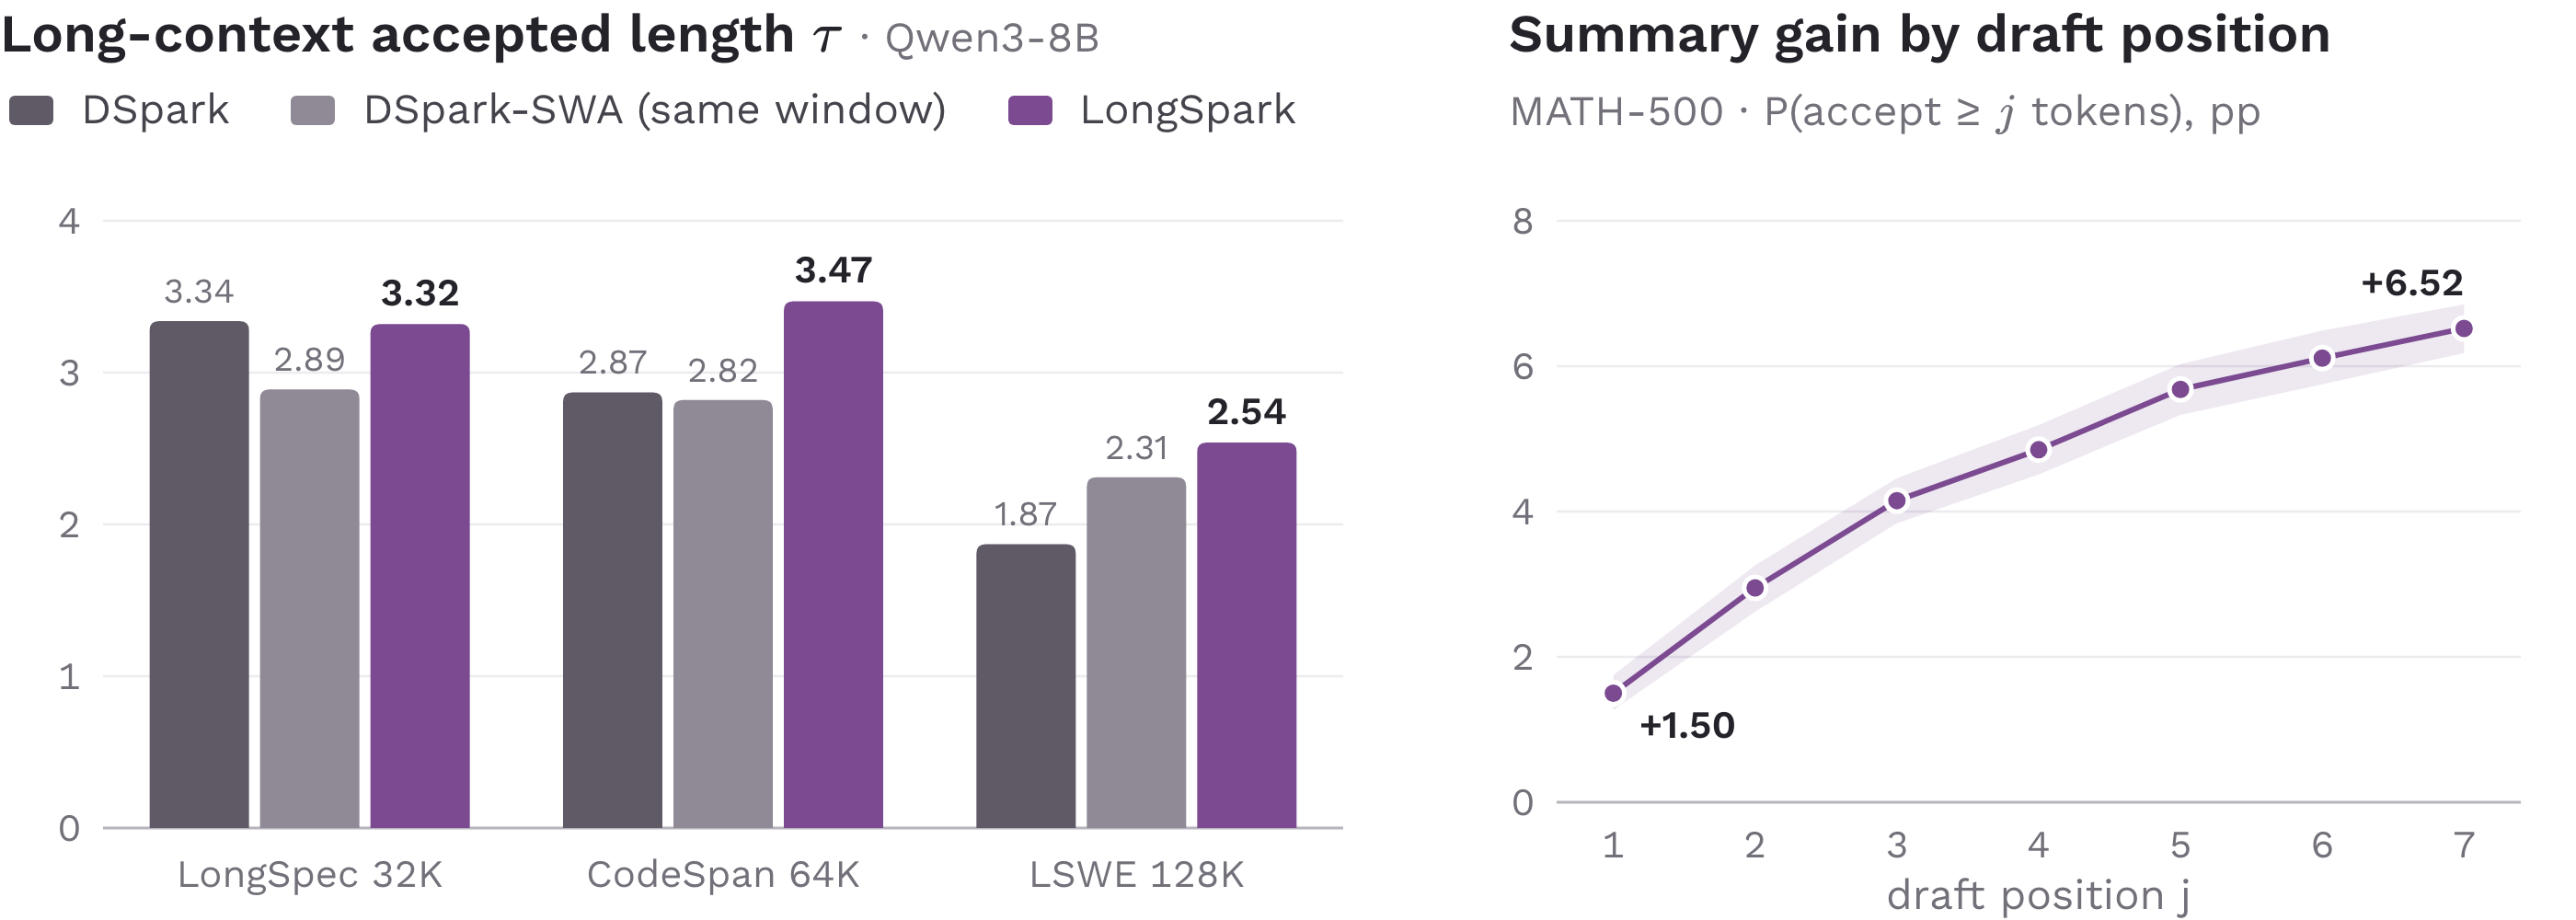 Long-context accepted length τ · Qwen3-8B
DSpark
DSpark-SWA (same window)
LongSpark
4
3
2
1
0
3.34
2.89
3.32
2.87
2.82
3.47
1.87
2.31
2.54
LongSpec 32K
CodeSpan 64K
LSWE 128K
Summary gain by draft position
MATH-500 · P(accept ≥ j tokens), pp
8
6
4
2
0
+1.50
+6.52
1
2
3
4
5
6
7
draft position j